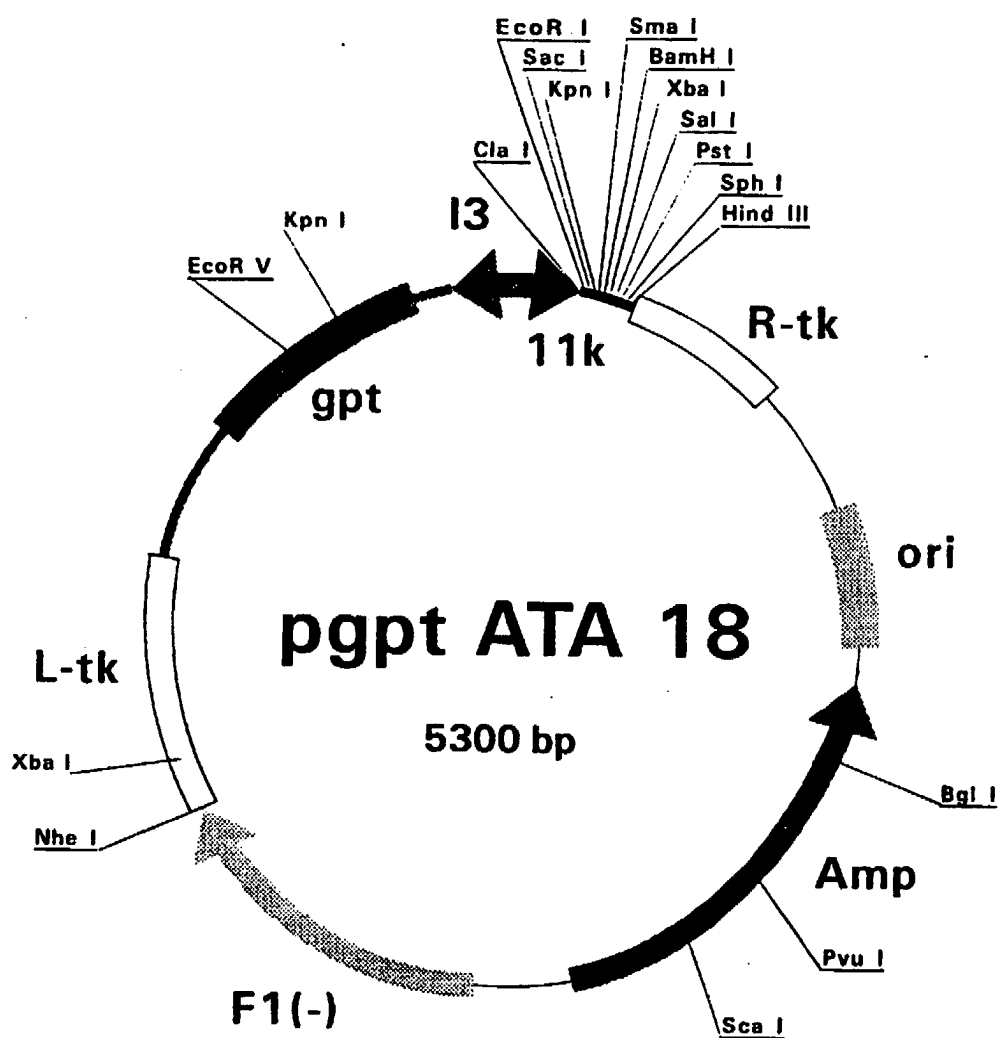 EcoR I
Sma I
Sac I
BamH I
Kpn I
Xba I
Sal I
Cla I
Pst I
Sph I
I3
Kpn I
Hind III
EcoR V
R-tk
11k
gpt
ori
pgpt ATA 18
L-tk
5300 bp
Xba I
Bgl I
Nhe I
Amp
Pvu I
F1(-)
Sca I